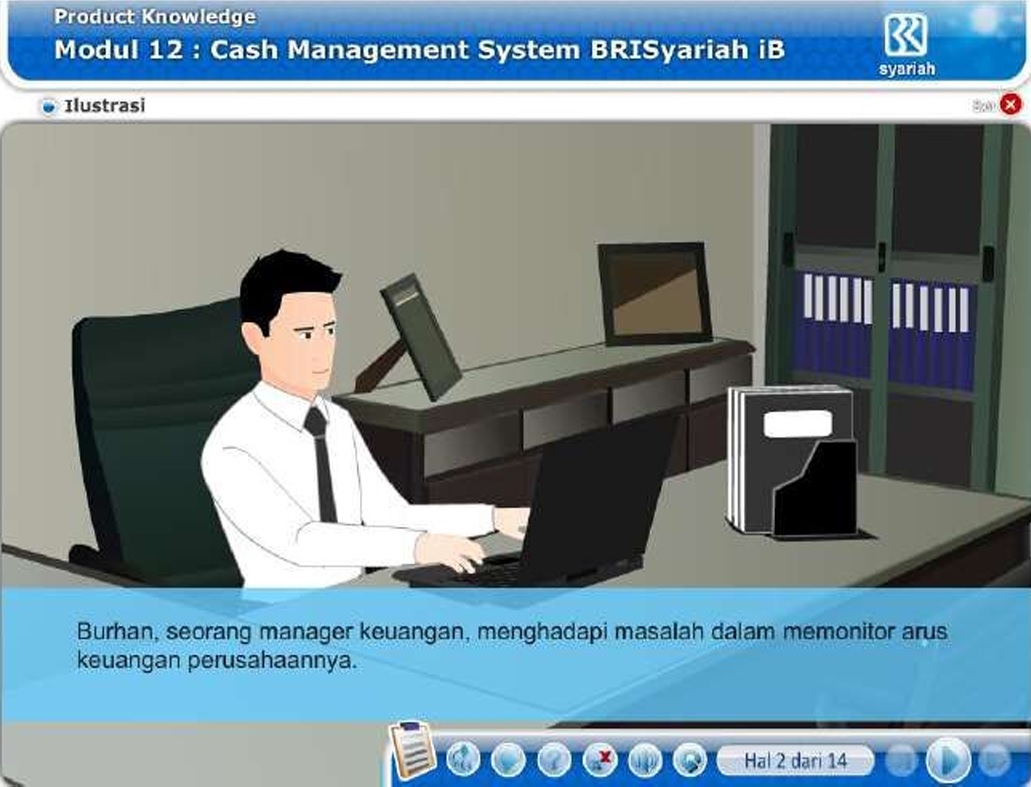 Product Knowledge
Modul 12 : Cash Management System BRISyariah iB
syariah
Ilustrasi
Exit
Burhan, seorang manager keuangan, menghadapi masalah dalam memonitor arus
keuangan perusahaannya.
Hal 2 dari 14